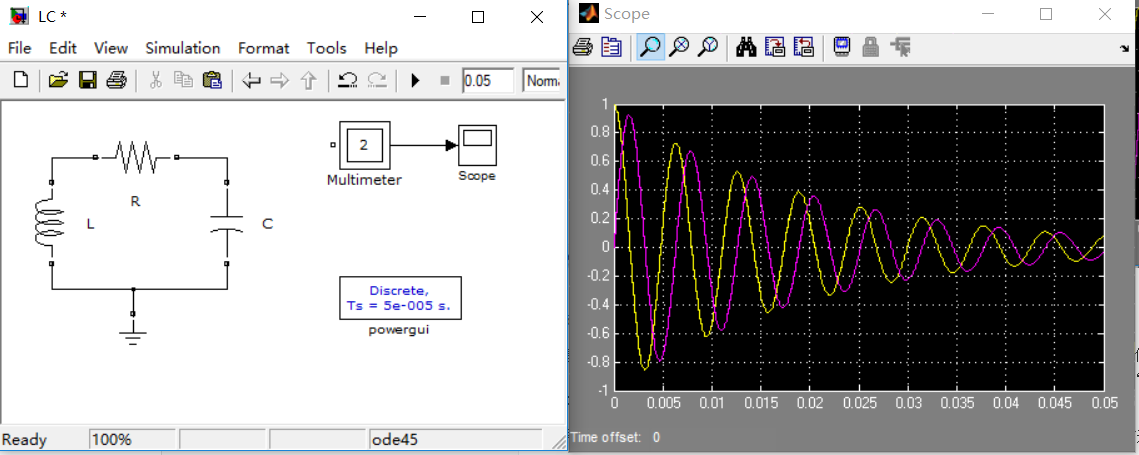 LC *
File Edit View Simulation Format Tools Help
0.05
Norm
R
L
C
2
Multimeter
Scope
Discrete,
Ts = 5e-005 s.
powergui
Ready
100%
ode45
Scope
1
0.8
0.6
0.4
0.2
0
-0.2
-0.4
-0.6
-0.8
-1
0 0.005 0.01 0.015 0.02 0.025 0.03 0.035 0.04 0.045 0.05
Time offset: 0